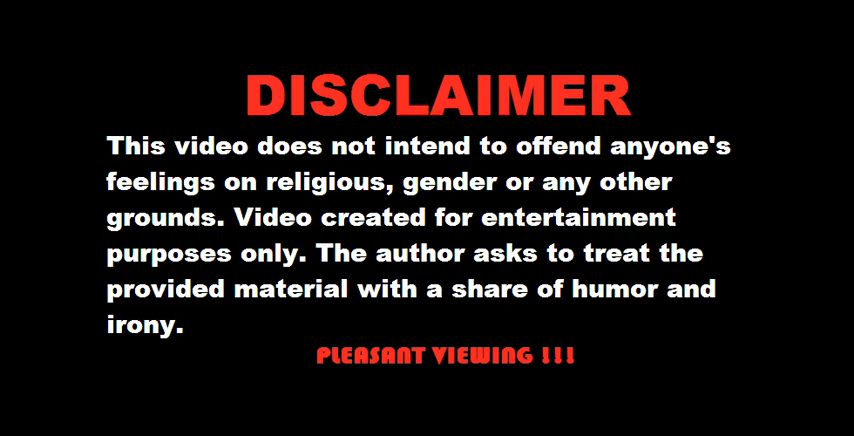 DISCLAIMER
This video does not intend to offend anyone's
feelings on religious, gender or any other
grounds. Video created for entertainment
purposes only. The author asks to treat the
provided material with a share of humor and
irony.
PLEASANT VIEWING !!!